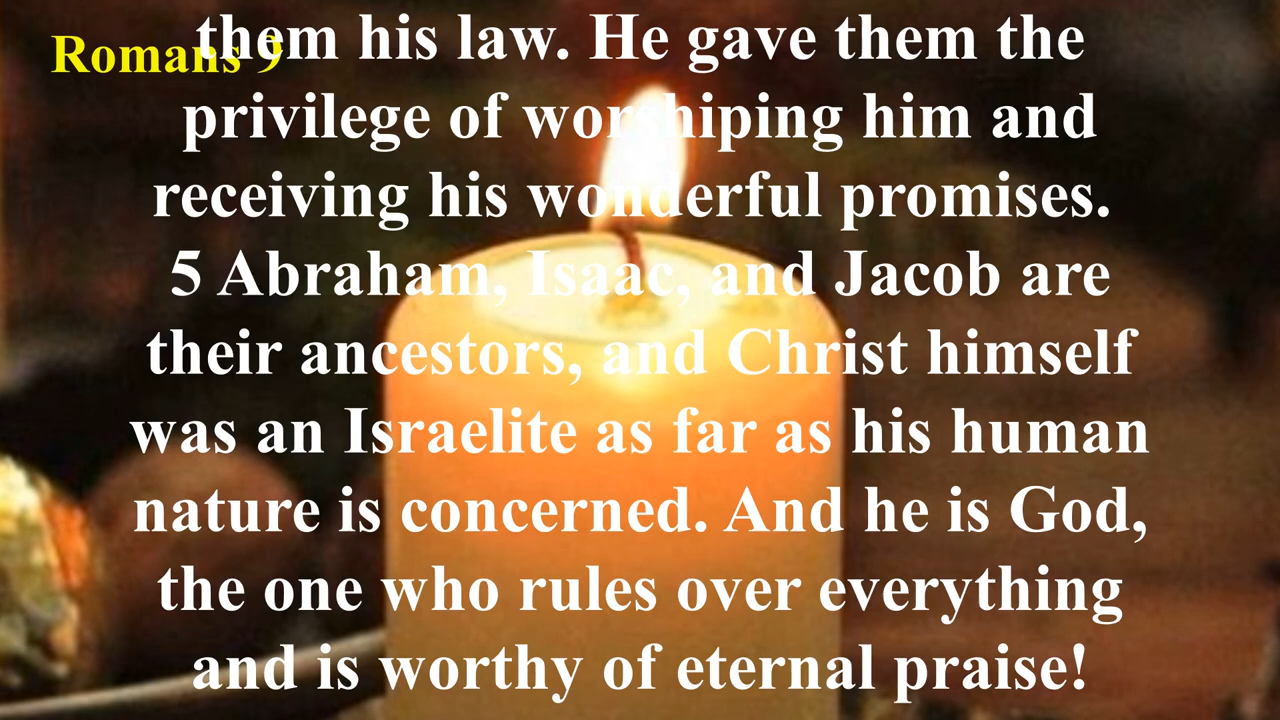 Romans 9
them his law. He gave them the
privilege of worshiping him and
receiving his wonderful promises.
5 Abraham, Isaac, and Jacob are
their ancestors, and Christ himself
was an Israelite as far as his human
nature is concerned. And he is God,
the one who rules over everything
and is worthy of eternal praise!